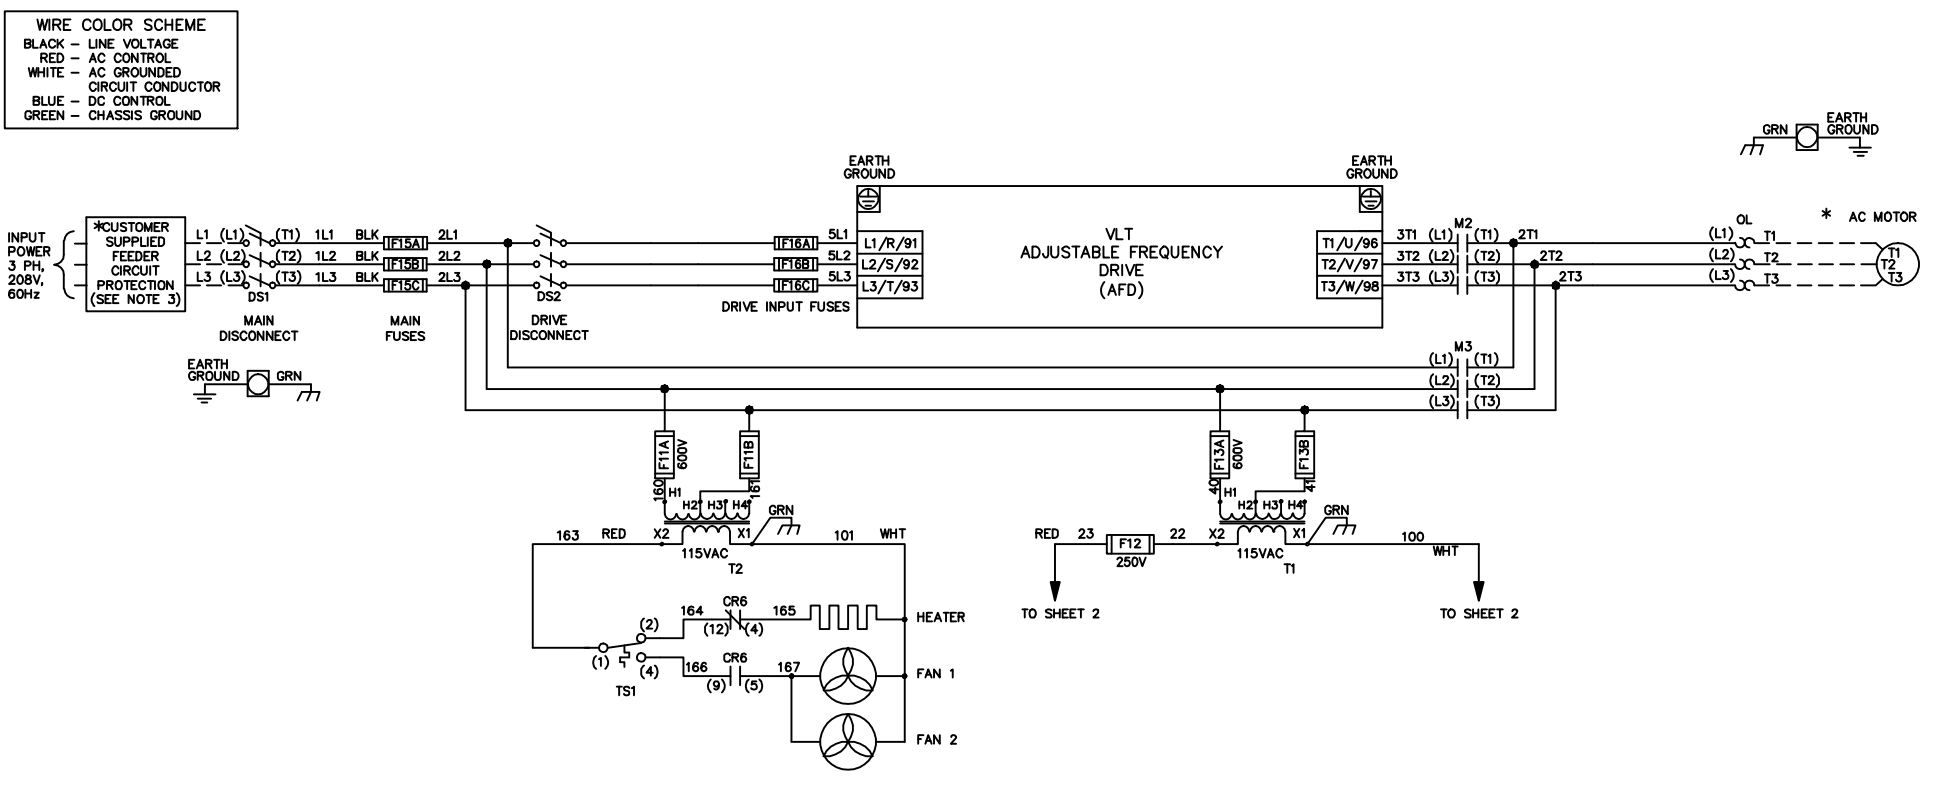 WIRE COLOR SCHEME
BLACK – LINE VOLTAGE
RED – AC CONTROL
WHITE – AC GROUNDED
CIRCUIT CONDUCTOR
BLUE – DC CONTROL
GREEN – CHASSIS GROUND
GRN
EARTH
GROUND
INPUT
POWER
3 PH,
208V,
60Hz
*CUSTOMER
SUPPLIED
FEEDER
CIRCUIT
PROTECTION
(SEE NOTE 3)
L1 (L1) (T1) 1L1 BLK F15A 2L1
L2 (L2) (T2) 1L2 BLK F15B 2L2
L3 (L3) (T3) 1L3 BLK F15C 2L3
DS1
MAIN
DISCONNECT
MAIN
FUSES
DS2
DRIVE
DISCONNECT
F16A 5L1
F16B 5L2
F16C 5L3
DRIVE INPUT FUSES
EARTH
GROUND
L1/R/91
L2/S/92
L3/T/93
VLT
ADJUSTABLE FREQUENCY
DRIVE
(AFD)
EARTH
GROUND
T1/U/96
T2/V/97
T3/W/98
M2
3T1 (L1) (T1) 2T1
3T2 (L2) (T2) 2T2
3T3 (L3) (T3) 2T3
OL
(L1) T1
(L2) T2
(L3) T3
* AC MOTOR
T1
T2
T3
EARTH
GROUND
GRN
M3
(L1) (T1)
(L2) (T2)
(L3) (T3)
F11A
600V
F11B
160
161
H1
H2 H3 H4
GRN
163 RED X2 X1 101 WHT
115VAC
T2
F13A
600V
F13B
40
41
H1
H2 H3 H4
GRN
RED 23 F12 22 X2 X1 100
WHT
250V
115VAC
T1
TO SHEET 2
TO SHEET 2
CR6
164 165
(12) (4)
HEATER
(2)
(1)
(4)
TS1
CR6
166 167
(9) (5)
FAN 1
FAN 2